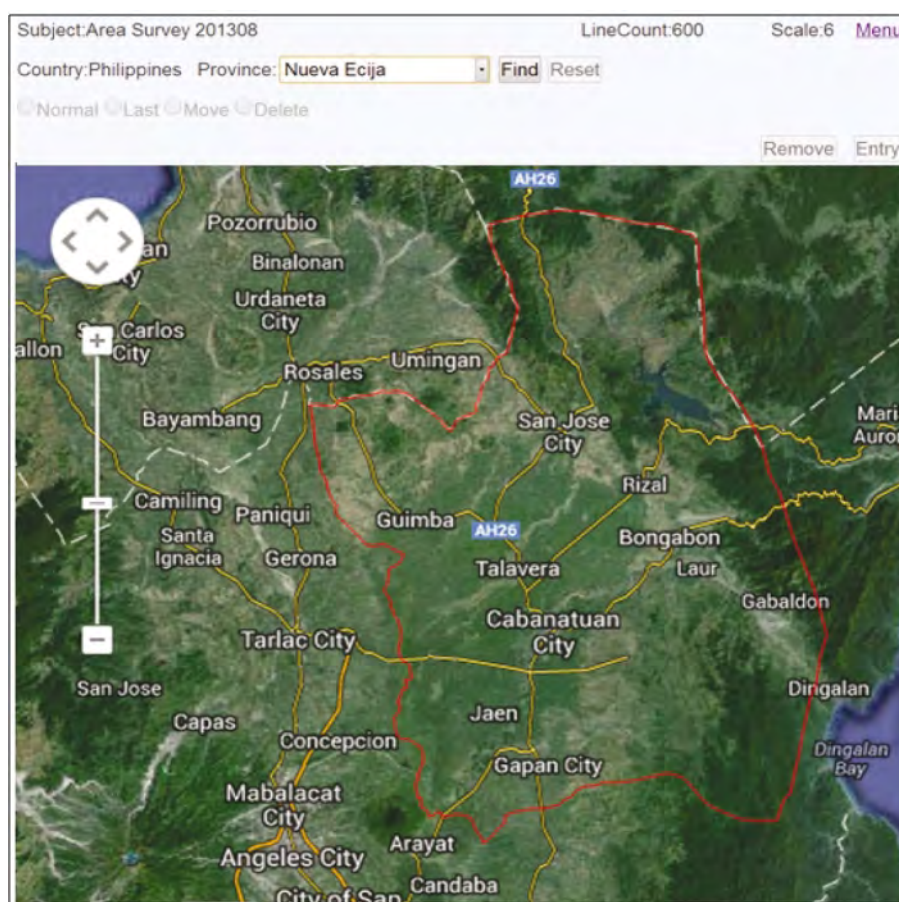 Subject:Area Survey 201308 LineCount:600 Scale:6 Menu
Country:Philippines Province: Nueva Ecija Find Reset
Normal Last Move Delete
Remove Entry
AH26
Pozorrubio
Binalonan
Urdaneta
City
San Carlos
City
Umingan
Rosales
Bayambang
San Jose
City
Rizal
Camiling
Paniqui
Guimba
AH26
Santa
Ignacia
Gerona
Bongabon
Talavera
Laur
Gabaldon
Cabanatuan
City
Tarlac City
San Jose
Dingalan
Jaen
Capas
Concepcion
Dingalan
Bay
Gapan City
Mabalacat
City
Arayat
Angeles City
Candaba
City of San